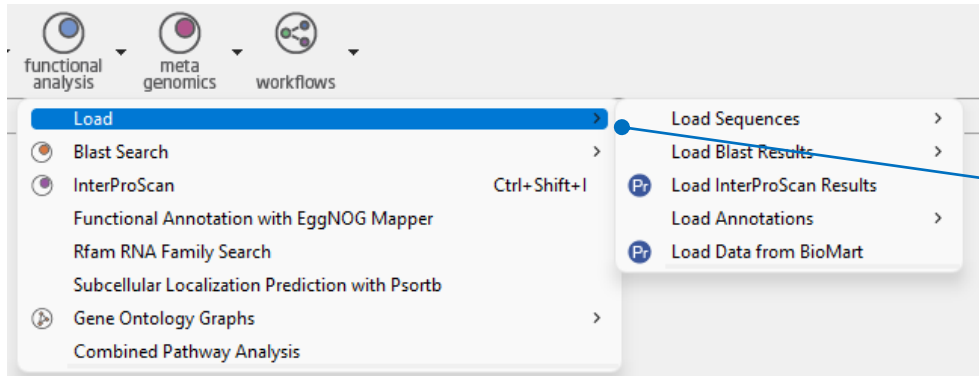 functional
analysis
meta
genomics
workflows
Load
Blast Search
InterProScan Ctrl+Shift+I
Functional Annotation with EggNOG Mapper
Rfam RNA Family Search
Subcellular Localization Prediction with Psortb
Gene Ontology Graphs
Combined Pathway Analysis
Load Sequences
Load Blast Results
Pr Load InterProScan Results
Load Annotations
Pr Load Data from BioMart